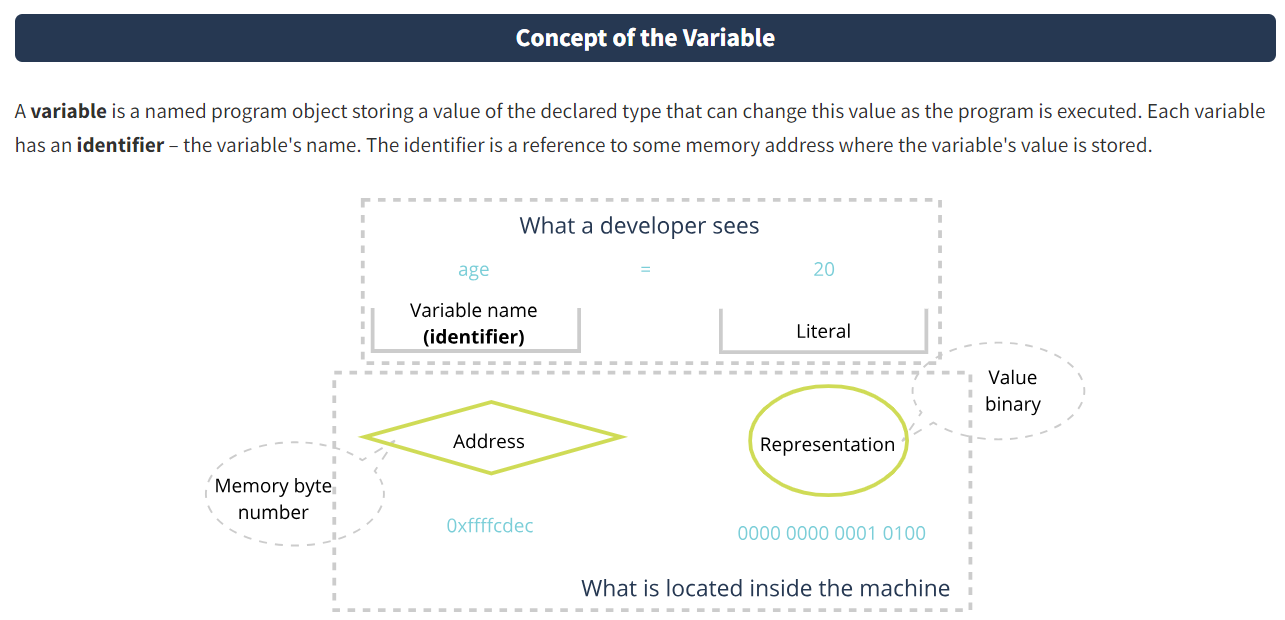 Concept of the Variable
A variable is a named program object storing a value of the declared type that can change this value as the program is executed. Each variable
has an identifier – the variable's name. The identifier is a reference to some memory address where the variable's value is stored.
What a developer sees
age = 20
Variable name
(identifier)
Literal
Value
binary
Address
Representation
Memory byte
number
0xffffcdec
0000 0000 0001 0100
What is located inside the machine